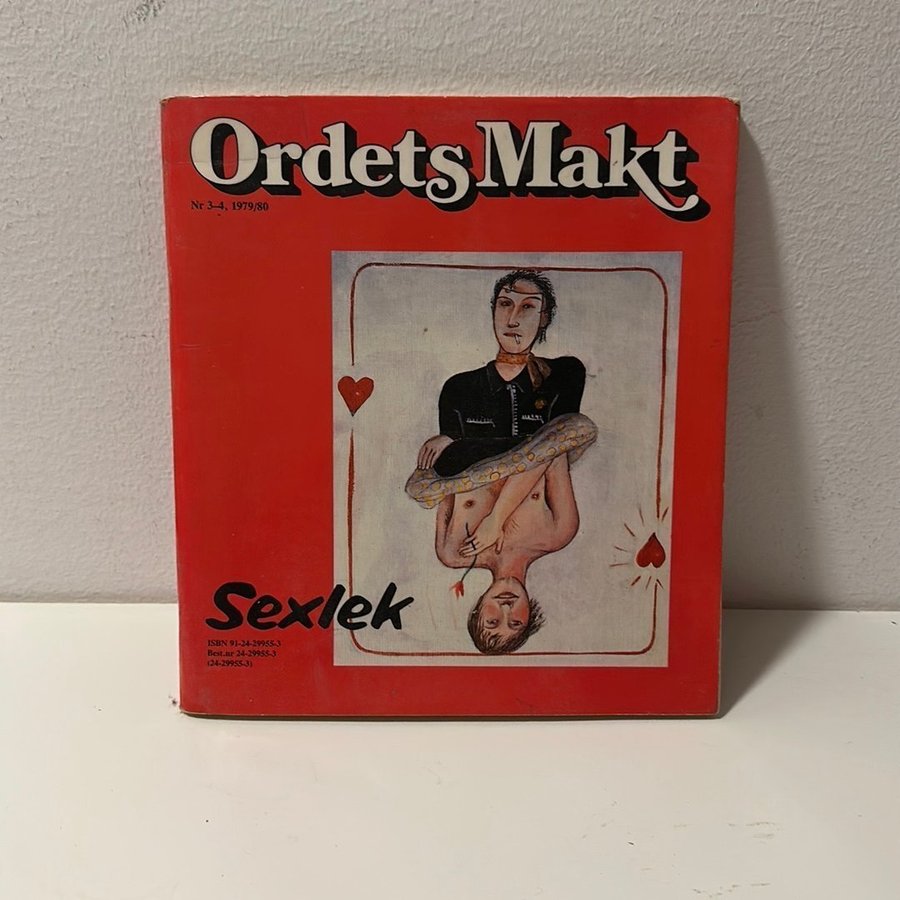 Ordets Makt
Nr 3–4, 1979/80
Sexlek
ISBN 91-24-29955-3
Best.nr 24-29955-3
(24-29955-3)